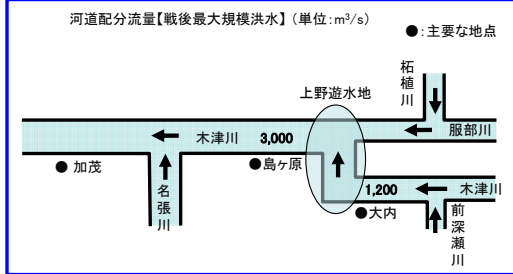 河道配分流量【戦後最大規模洪水】（単位：m³/s）
●：主要な地点
柘植川
上野遊水地
木津川
3,000
服部川
●加茂
●島ヶ原
名張川
1,200
木津川
●大内
前深瀬川